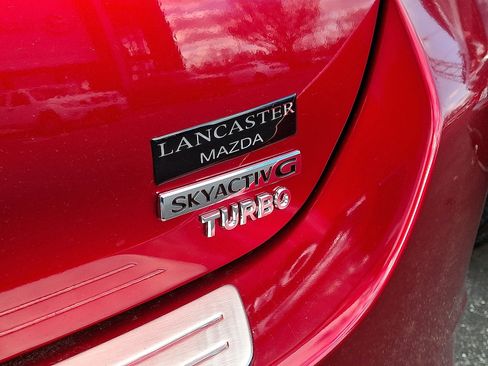 LANCASTER
MAZDA
SKYACTIV G
TURBO